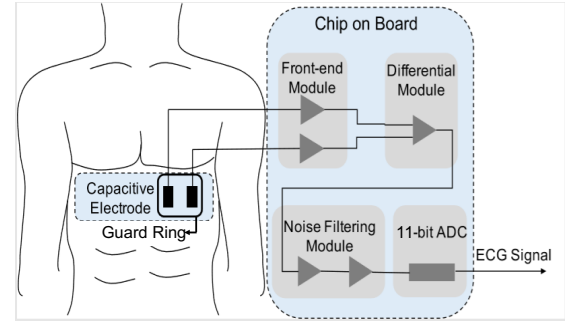 Chip on Board
Front-end
Module
Differential
Module
Capacitive
Electrode
Guard Ring
Noise Filtering
Module
11-bit ADC
ECG Signal